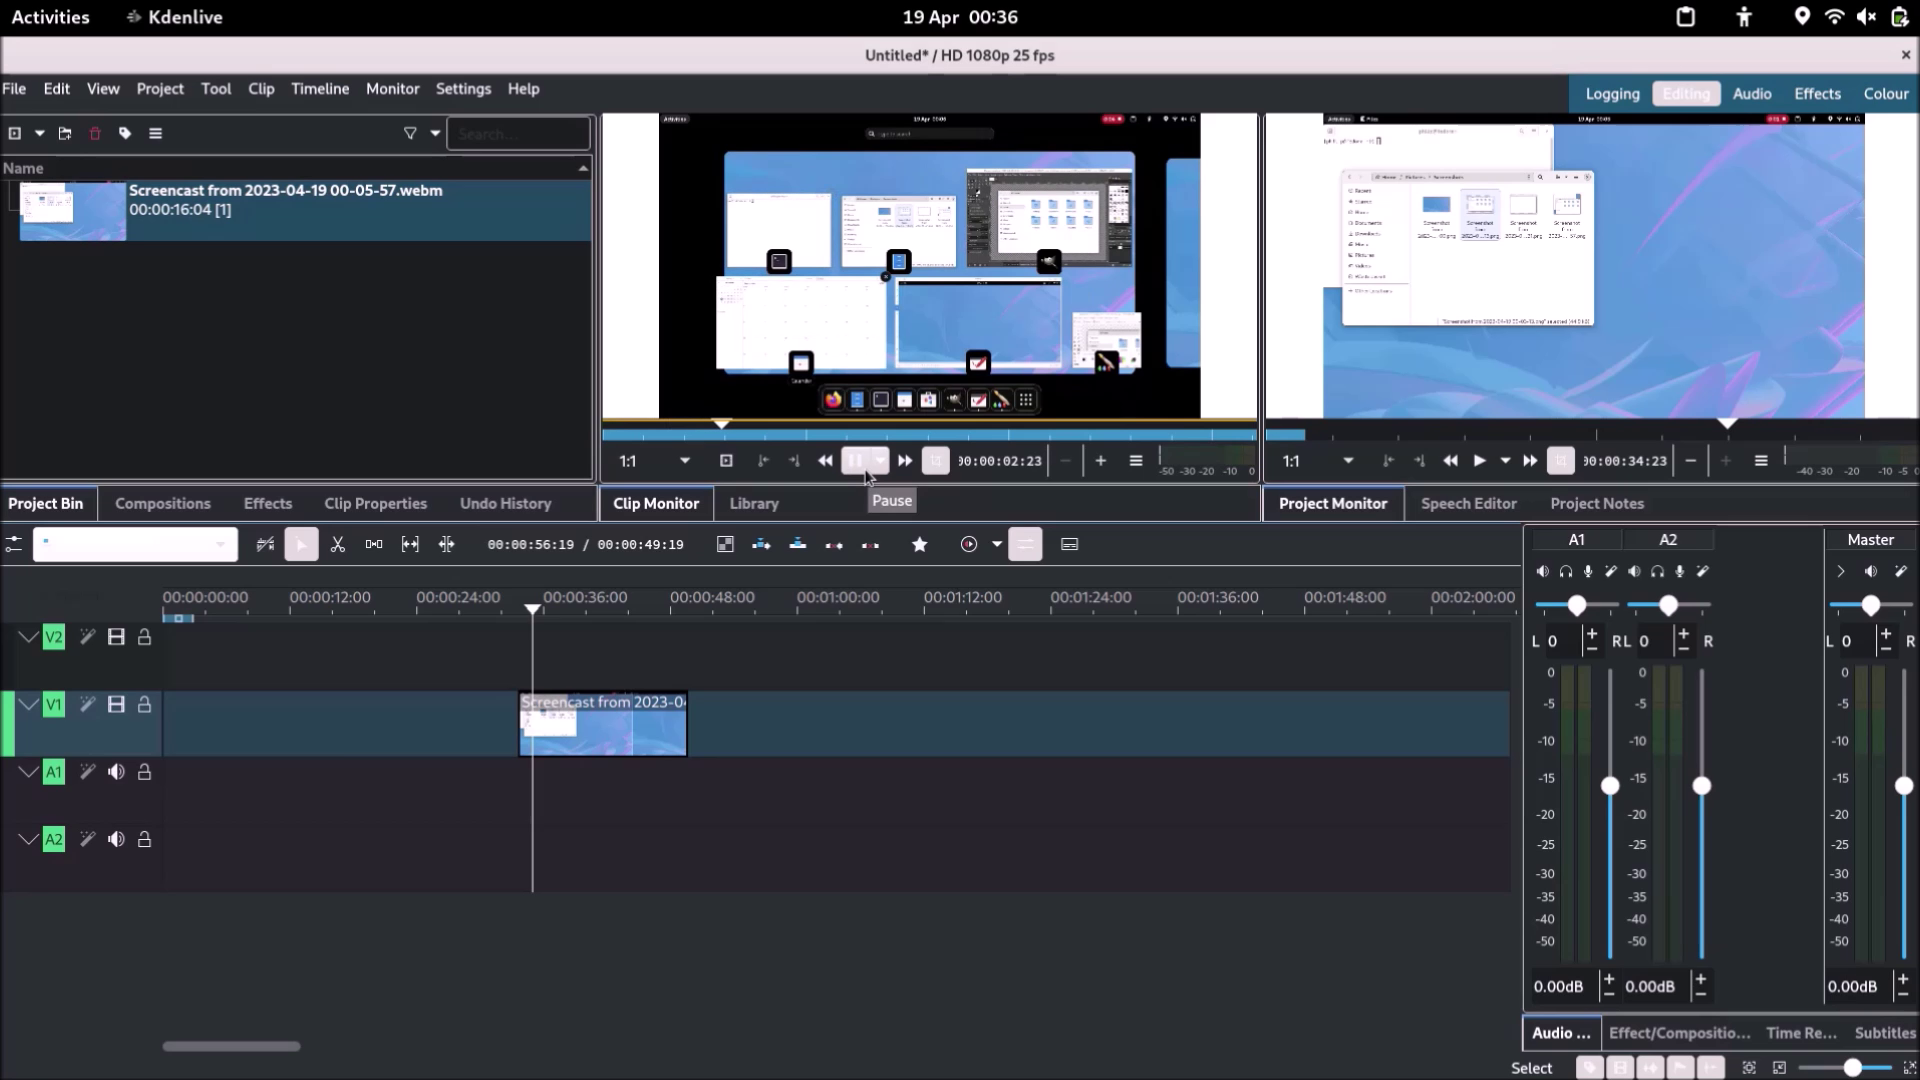 Activities Kdenlive 19 Apr 00:36
Untitled* / HD 1080p 25 fps
File Edit View Project Tool Clip Timeline Monitor Settings Help
Logging Editing Audio Effects Colour
Search...
Name
Screencast from 2023-04-19 00-05-57.webm
00:00:16:04 [1]
1:1 00:00:02:23 -50 -30 -20 -10 0
1:1 00:00:34:23 -40 -30 -20 -10 -5 0
Pause
Project Bin Compositions Effects Clip Properties Undo History
Clip Monitor Library
Project Monitor Speech Editor Project Notes
00:00:56:19 / 00:00:49:19
A1 A2 Master
00:00:00:00 00:00:12:00 00:00:24:00 00:00:36:00 00:00:48:00 00:01:00:00 00:01:12:00 00:01:24:00 00:01:36:00 00:01:48:00 00:02:00:00
V2
V1
Screencast from 2023-0
A1
A2
L 0 R L 0 R L 0 R
0 0 0
-5 -5 -5
-10 -10 -10
-15 -15 -15
-20 -20 -20
-25 -25 -25
-30 -30 -30
-35 -35 -35
-40 -40 -40
-50 -50 -50
0.00dB 0.00dB 0.00dB
Audio ... Effect/Compositio... Time Re... Subtitles
Select